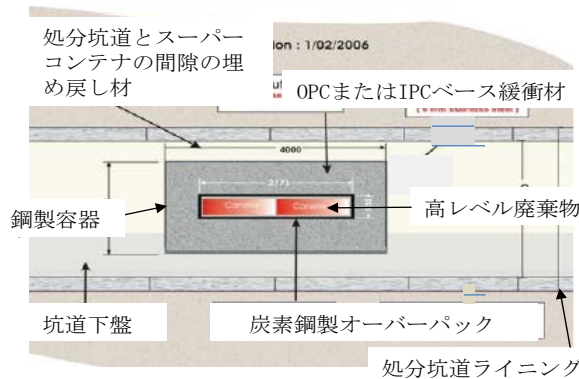 処分坑道とスーパー
コンテナの間隙の埋
め戻し材
on : 1/02/2006
OPCまたはIPCベース緩衝材
4000
鋼製容器
高レベル廃棄物
坑道下盤
炭素鋼製オーバーパック
処分坑道ライニング